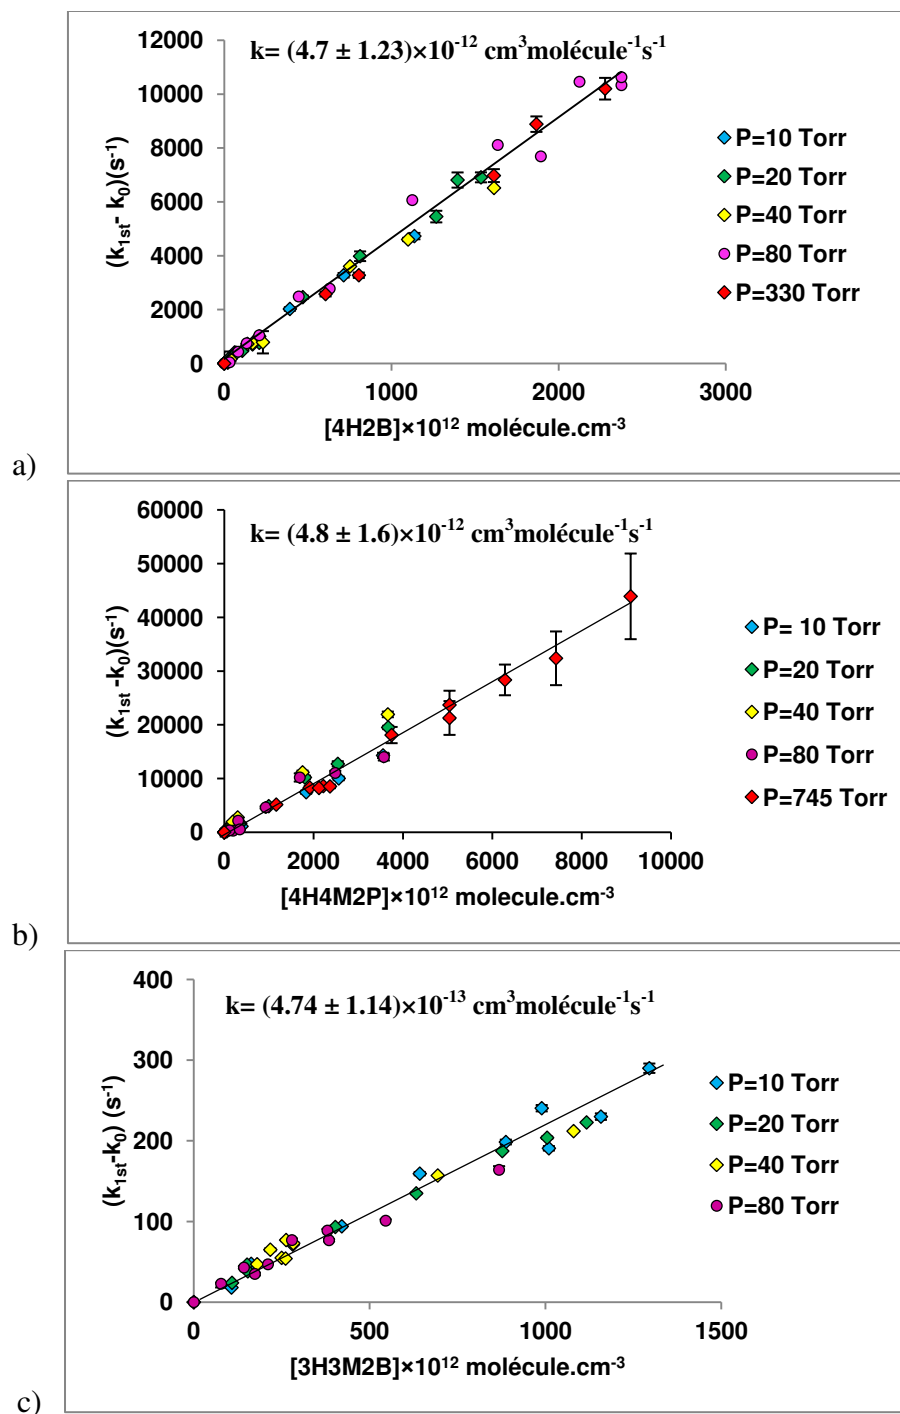 k= (4.7 ± 1.23)×10⁻¹² cm³molécule⁻¹s⁻¹
12000
10000
8000
6000
4000
2000
0
(k₁ₛₜ- k₀)(s⁻¹)
0 1000 2000 3000
[4H2B]×10¹² molécule.cm⁻³
P=10 Torr
P=20 Torr
P=40 Torr
P=80 Torr
P=330 Torr
a)
k= (4.8 ± 1.6)×10⁻¹² cm³molécule⁻¹s⁻¹
60000
50000
40000
30000
20000
10000
0
(k₁ₛₜ -k₀)(s⁻¹)
0 2000 4000 6000 8000 10000
[4H4M2P]×10¹² molecule.cm⁻³
P= 10 Torr
P=20 Torr
P=40 Torr
P=80 Torr
P=745 Torr
b)
k= (4.74 ± 1.14)×10⁻¹³ cm³molécule⁻¹s⁻¹
400
300
200
100
0
(k₁ₛₜ-k₀) (s⁻¹)
0 500 1000 1500
[3H3M2B]×10¹² molécule.cm⁻³
P=10 Torr
P=20 Torr
P=40 Torr
P=80 Torr
c)